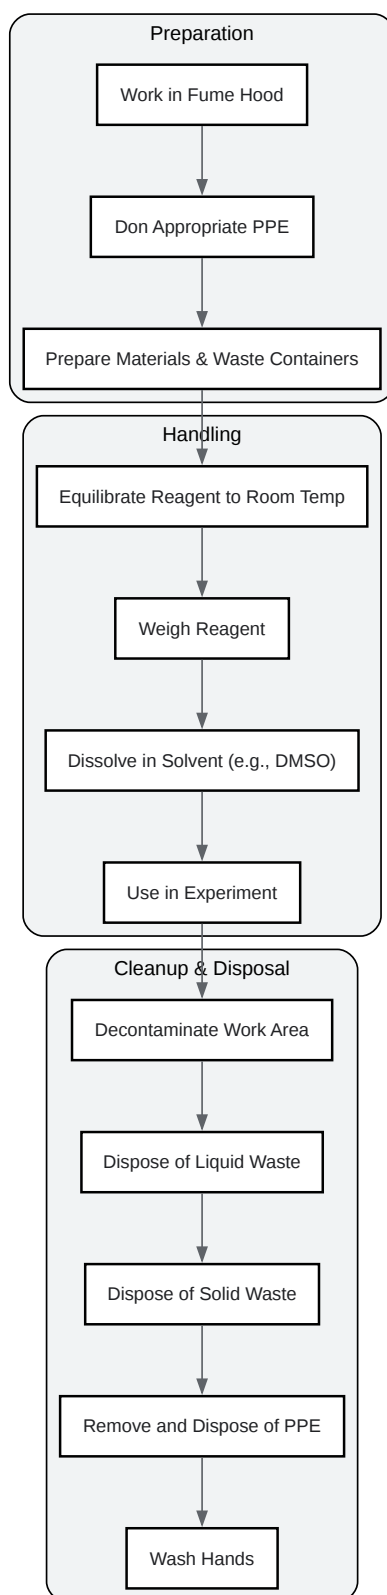 Preparation
Work in Fume Hood
Don Appropriate PPE
Prepare Materials & Waste Containers
Handling
Equilibrate Reagent to Room Temp
Weigh Reagent
Dissolve in Solvent (e.g., DMSO)
Use in Experiment
Cleanup & Disposal
Decontaminate Work Area
Dispose of Liquid Waste
Dispose of Solid Waste
Remove and Dispose of PPE
Wash Hands